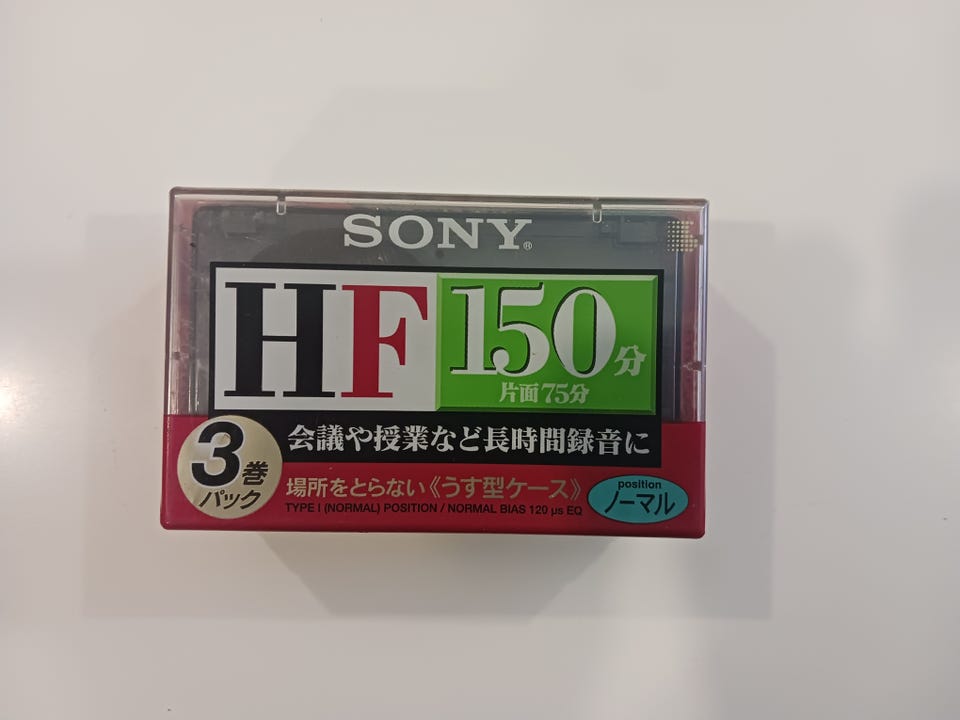 SONY®
HF 150分
片面75分
会議や授業など長時間録音に
3巻
パック
場所をとらない《うす型ケース》
TYPE I (NORMAL) POSITION / NORMAL BIAS 120 μs EQ
position
ノーマル